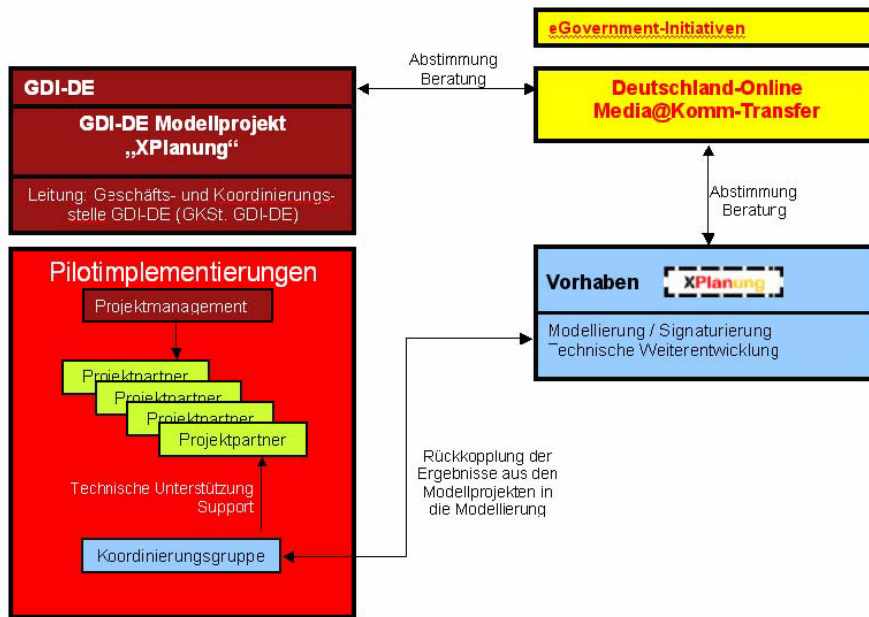 eGovernment-Initiativen
Abstimmung
Beratung
GDI-DE
Deutschland-Online
Media@Komm-Transfer
GDI-DE Modellprojekt
„XPlanung“
Leitung: Geschäfts- und Koordinierungs-
stelle GDI-DE (GKSt. GDI-DE)
Abstimmung
Beratung
Pilotimplementierungen
Projektmanagement
Vorhaben
XPlanung
Modellierung / Signaturierung
Technische Weiterentwicklung
Projektpartner
Projektpartner
Projektpartner
Projektpartner
Technische Unterstützung
Support
Rückkopplung der
Ergebnisse aus den
Modellprojekten in
die Modellierung
Koordinierungsgruppe